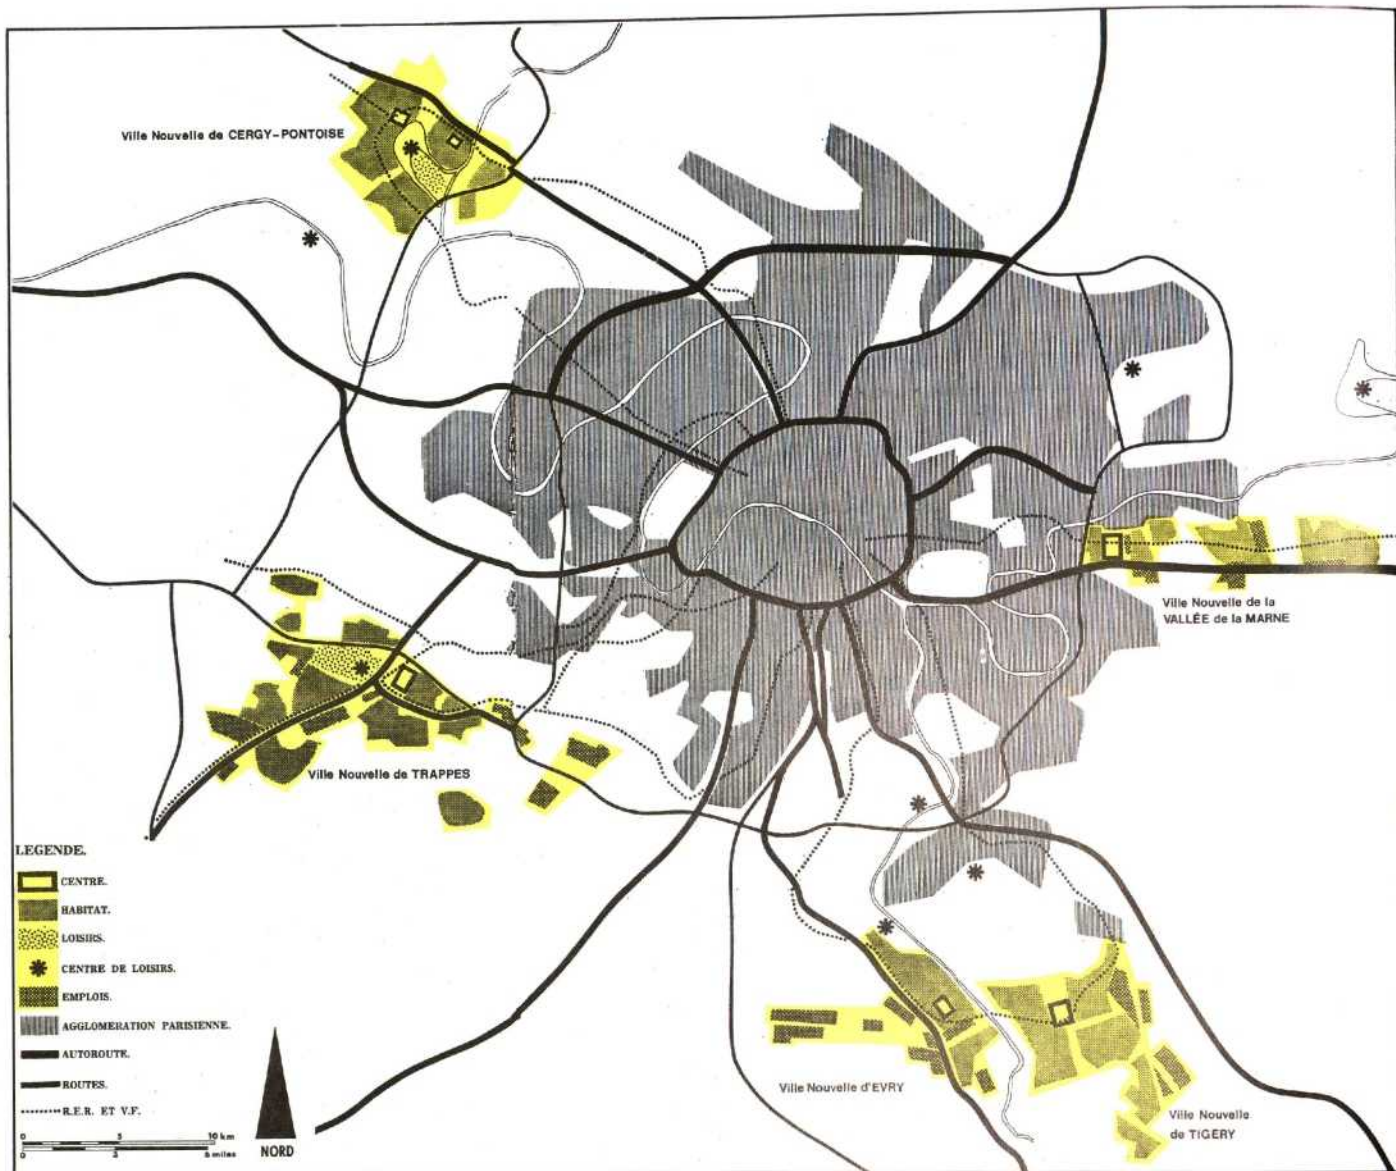 Ville Nouvelle de CERGY-PONTOISE
Ville Nouvelle de la
VALLÉE de la MARNE
Ville Nouvelle de TRAPPES
Ville Nouvelle d'EVRY
Ville Nouvelle
de TIGERY
LEGENDE.
CENTRE.
HABITAT.
LOISIRS.
CENTRE DE LOISIRS.
EMPLOIS.
AGGLOMERATION PARISIENNE.
AUTOROUTE.
ROUTES.
R.E.R. ET V.F.
0 5 10 km
0 3 6 miles
NORD